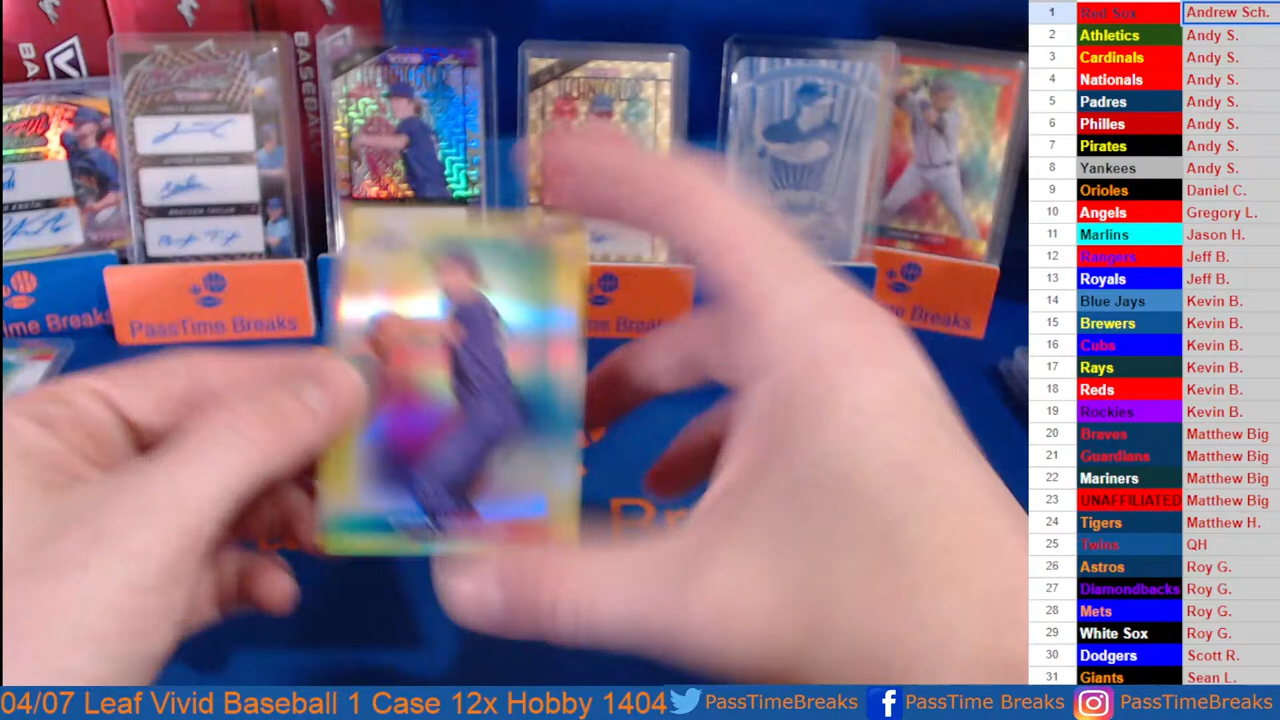 1 Red Sox Andrew Sch.
2 Athletics Andy S.
3 Cardinals Andy S.
4 Nationals Andy S.
5 Padres Andy S.
6 Philles Andy S.
7 Pirates Andy S.
8 Yankees Andy S.
9 Orioles Daniel C.
10 Angels Gregory L.
11 Marlins Jason H.
12 Rangers Jeff B.
13 Royals Jeff B.
14 Blue Jays Kevin B.
15 Brewers Kevin B.
16 Cubs Kevin B.
17 Rays Kevin B.
18 Reds Kevin B.
19 Rockies Kevin B.
20 Braves Matthew Big
21 Guardians Matthew Big
22 Mariners Matthew Big
23 UNAFFILIATED Matthew Big
24 Tigers Matthew H.
25 Twins QH
26 Astros Roy G.
27 Diamondbacks Roy G.
28 Mets Roy G.
29 White Sox Roy G.
30 Dodgers Scott R.
31 Giants Sean L.
BASEBALL
me Breaks
PassTime Breaks
Breaks
04/07 Leaf Vivid Baseball 1 Case 12x Hobby 1404 PassTimeBreaks PassTime Breaks PassTimeBreaks